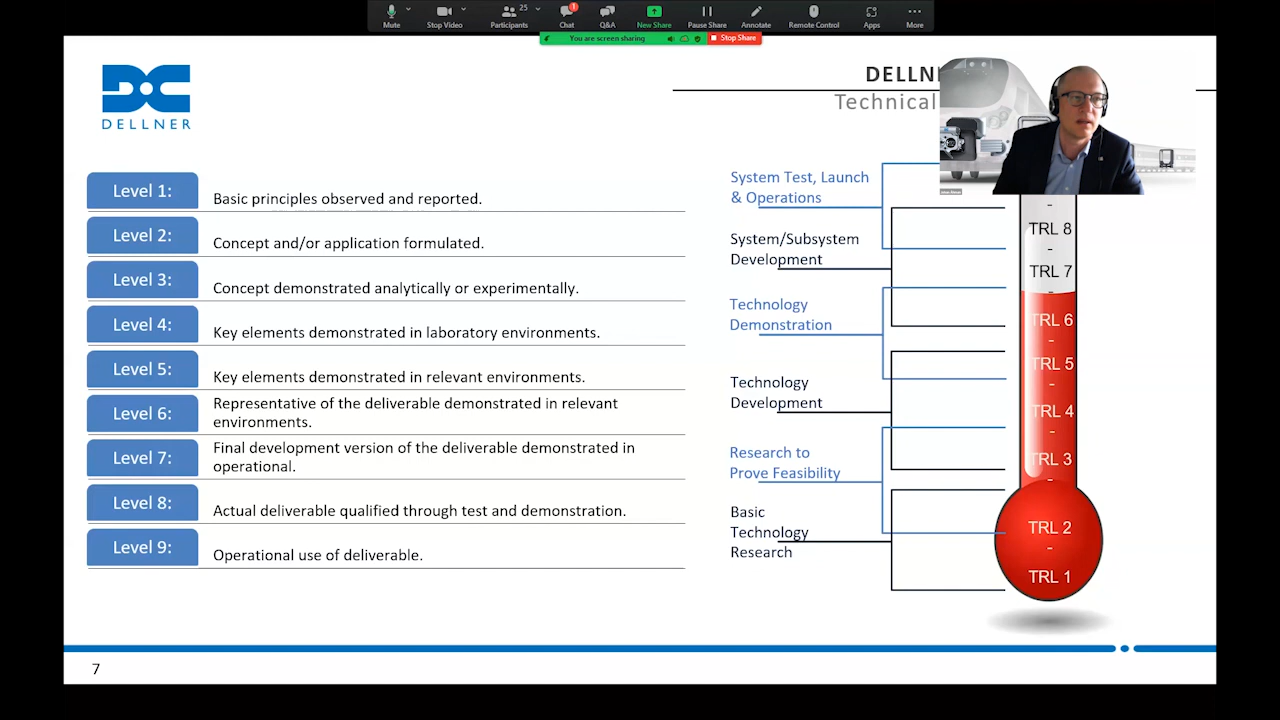 Mute
Stop Video
Participants
25
Chat
1
Q&A
New Share
Pause Share
Annotate
Remote Control
Apps
More
You are screen sharing
Stop Share
DELLNER
DELLN
Technical
Level 1:
Basic principles observed and reported.
Level 2:
Concept and/or application formulated.
Level 3:
Concept demonstrated analytically or experimentally.
Level 4:
Key elements demonstrated in laboratory environments.
Level 5:
Key elements demonstrated in relevant environments.
Level 6:
Representative of the deliverable demonstrated in relevant
environments.
Level 7:
Final development version of the deliverable demonstrated in
operational.
Level 8:
Actual deliverable qualified through test and demonstration.
Level 9:
Operational use of deliverable.
System Test, Launch
& Operations
System/Subsystem
Development
Technology
Demonstration
Technology
Development
Research to
Prove Feasibility
Basic
Technology
Research
-
TRL 8
-
TRL 7
-
TRL 6
-
TRL 5
-
TRL 4
-
TRL 3
-
TRL 2
-
TRL 1
7